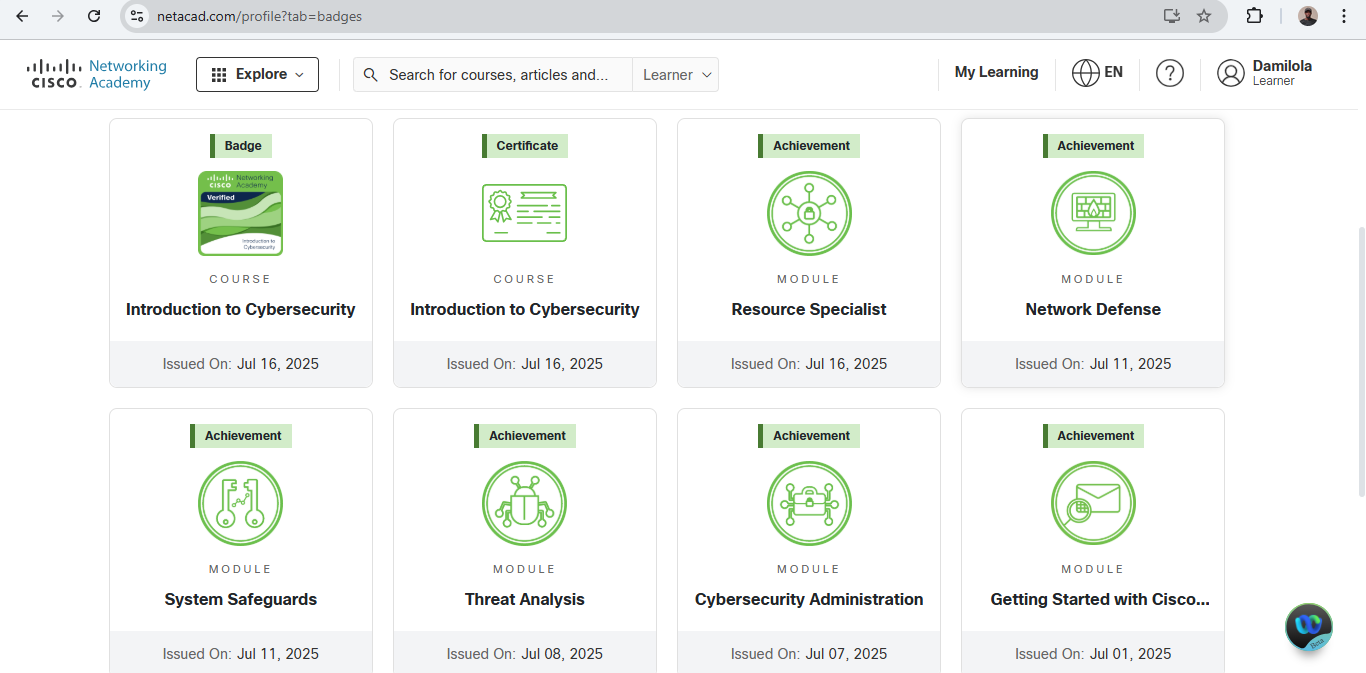 netacad.com/profile?tab=badges
CISCO
Networking
Academy
Explore
Search for courses, articles and...
Learner
My Learning
EN
?
Damilola
Learner
Badge
Certificate
Achievement
Achievement
CISCO
Networking
Academy
Verified
Introduction to
Cybersecurity
COURSE
COURSE
MODULE
MODULE
Introduction to Cybersecurity
Introduction to Cybersecurity
Resource Specialist
Network Defense
Issued On: Jul 16, 2025
Issued On: Jul 16, 2025
Issued On: Jul 16, 2025
Issued On: Jul 11, 2025
Achievement
Achievement
Achievement
Achievement
MODULE
MODULE
MODULE
MODULE
System Safeguards
Threat Analysis
Cybersecurity Administration
Getting Started with Cisco...
Issued On: Jul 11, 2025
Issued On: Jul 08, 2025
Issued On: Jul 07, 2025
Issued On: Jul 01, 2025
Beta